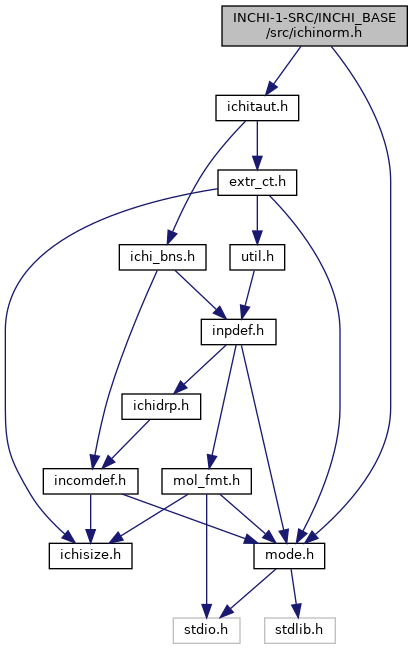 INCHI-1-SRC/INCHI_BASE
/src/ichinorm.h
ichitaut.h
extr_ct.h
ichi_bns.h
util.h
inpdef.h
ichidrp.h
incomdef.h
mol_fmt.h
ichisize.h
mode.h
stdio.h
stdlib.h